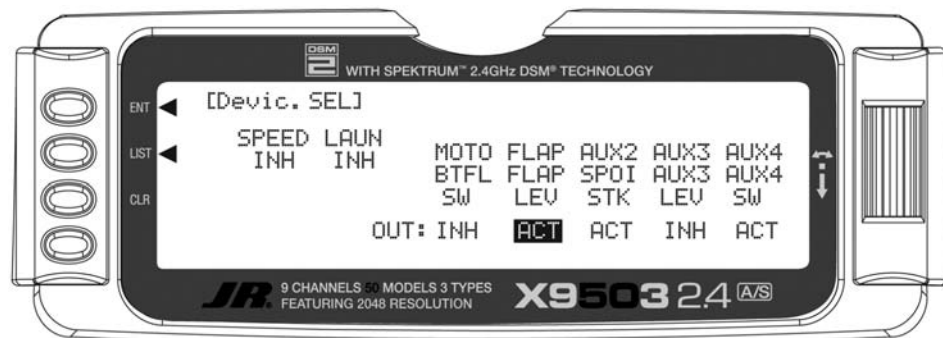 DSM
2 WITH SPEKTRUM™ 2.4GHz DSM® TECHNOLOGY
ENT
LIST
CLR
[Devic.SEL]
SPEED LAUN
INH INH
MOTO FLAP AUX2 AUX3 AUX4
BTFL FLAP SPOI AUX3 AUX4
SW LEV STK LEV SW
OUT: INH ACT ACT INH ACT
JR. 9 CHANNELS 50 MODELS 3 TYPES
FEATURING 2048 RESOLUTION
X9503 2.4 A/S